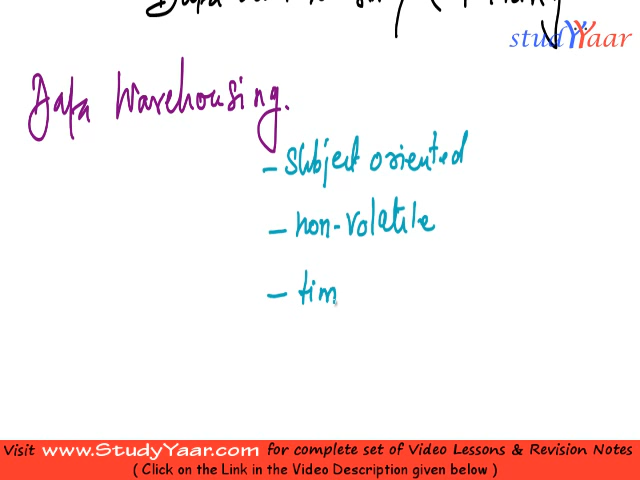 studYYaar
Data Warehousing.
- Subject oriented
- non-volatile
- tim
Visit www.StudyYaar.com for complete set of Video Lessons & Revision Notes
( Click on the Link in the Video Description given below )